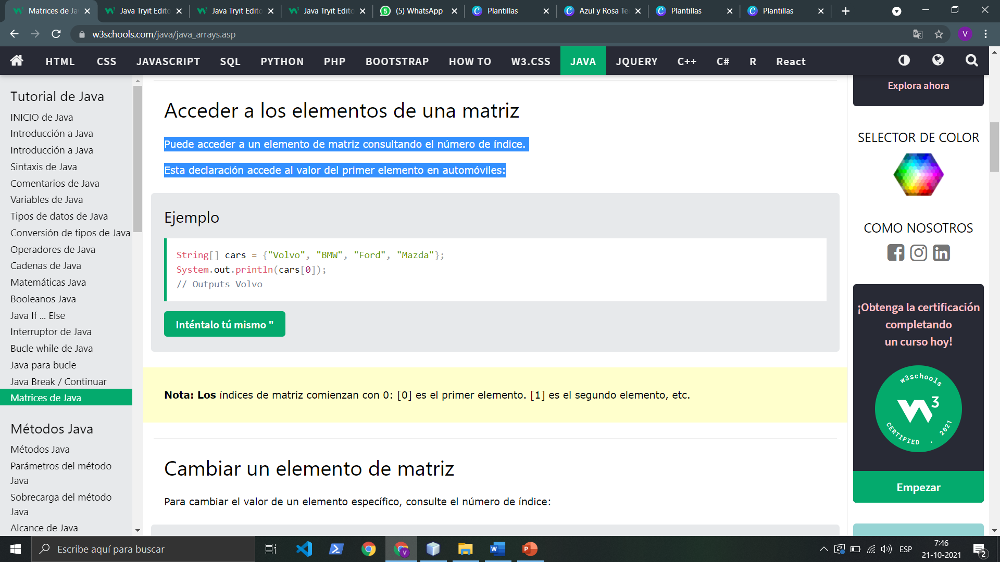 Matrices de Ja
Java Tryit Edito
Java Tryit Edito
Java Tryit Edito
(5) WhatsApp
Plantillas
Azul y Rosa Te
Plantillas
Plantillas
w3schools.com/java/java_arrays.asp
V
HTML
CSS
JAVASCRIPT
SQL
PYTHON
PHP
BOOTSTRAP
HOW TO
W3.CSS
JAVA
JQUERY
C++
C#
R
React
Tutorial de Java
INICIO de Java
Introducción a Java
Introducción a Java
Sintaxis de Java
Comentarios de Java
Variables de Java
Tipos de datos de Java
Conversión de tipos de Java
Operadores de Java
Cadenas de Java
Matemáticas Java
Booleanos Java
Java If ... Else
Interruptor de Java
Bucle while de Java
Java para bucle
Java Break / Continuar
Matrices de Java
Métodos Java
Métodos Java
Parámetros del método
Java
Sobrecarga del método
Java
Alcance de Java
Acceder a los elementos de una matriz
Puede acceder a un elemento de matriz consultando el número de índice.
Esta declaración accede al valor del primer elemento en automóviles:
Ejemplo
String[] cars = {"Volvo", "BMW", "Ford", "Mazda"};
System.out.println(cars[0]);
// Outputs Volvo
Inténtalo tú mismo "
Nota: Los índices de matriz comienzan con 0: [0] es el primer elemento. [1] es el segundo elemento, etc.
Cambiar un elemento de matriz
Para cambiar el valor de un elemento específico, consulte el número de índice:
Explora ahora
SELECTOR DE COLOR
COMO NOSOTROS
¡Obtenga la certificación
completando
un curso hoy!
w3schools
3
CERTIFIED · 2021
Empezar
Escribe aquí para buscar
ESP
7:46
21-10-2021
2